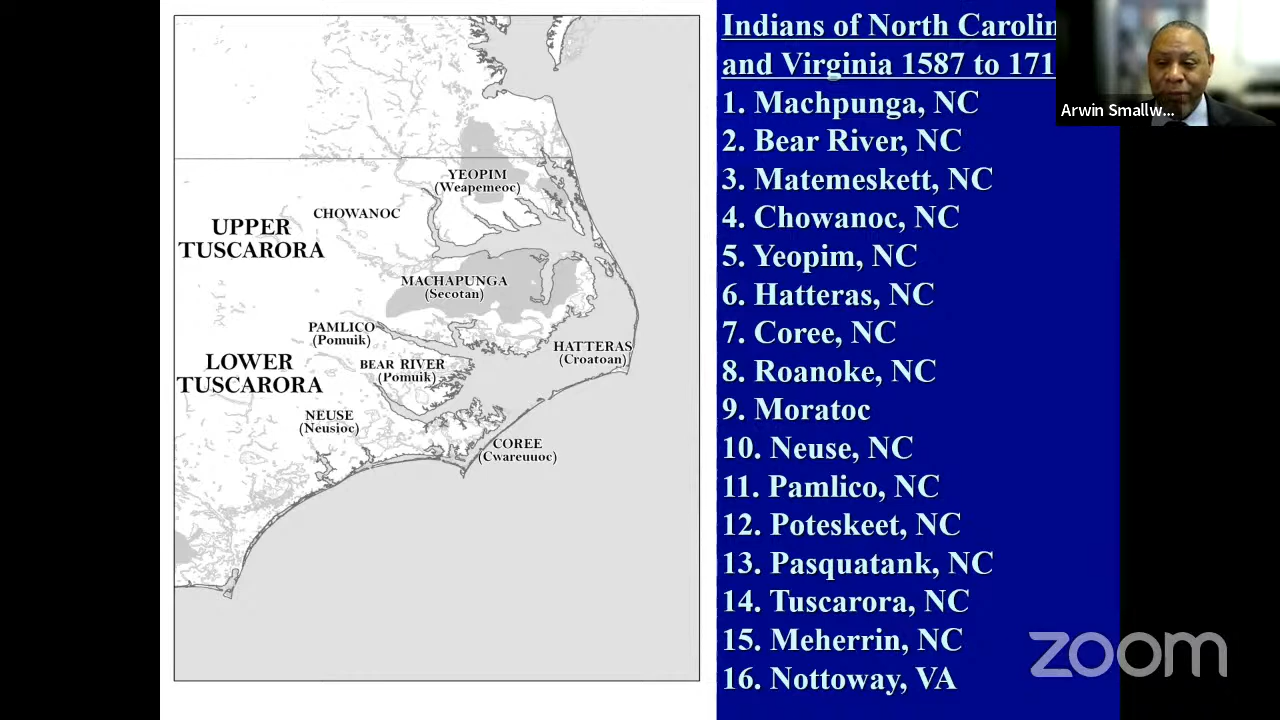 YEOPIM
(Weapemeoc)
CHOWANOC
UPPER
TUSCARORA
MACHAPUNGA
(Secotan)
PAMLICO
(Pomuik)
HATTERAS
(Croatoan)
LOWER
TUSCARORA
BEAR RIVER
(Pomuik)
NEUSE
(Neusioc)
COREE
(Cwareuuoc)
Indians of North Carolin
and Virginia 1587 to 171
1. Machpunga, NC
2. Bear River, NC
3. Matemeskett, NC
4. Chowanoc, NC
5. Yeopim, NC
6. Hatteras, NC
7. Coree, NC
8. Roanoke, NC
9. Moratoc
10. Neuse, NC
11. Pamlico, NC
12. Poteskeet, NC
13. Pasquatank, NC
14. Tuscarora, NC
15. Meherrin, NC
16. Nottoway, VA
Arwin Smallw...
zoom